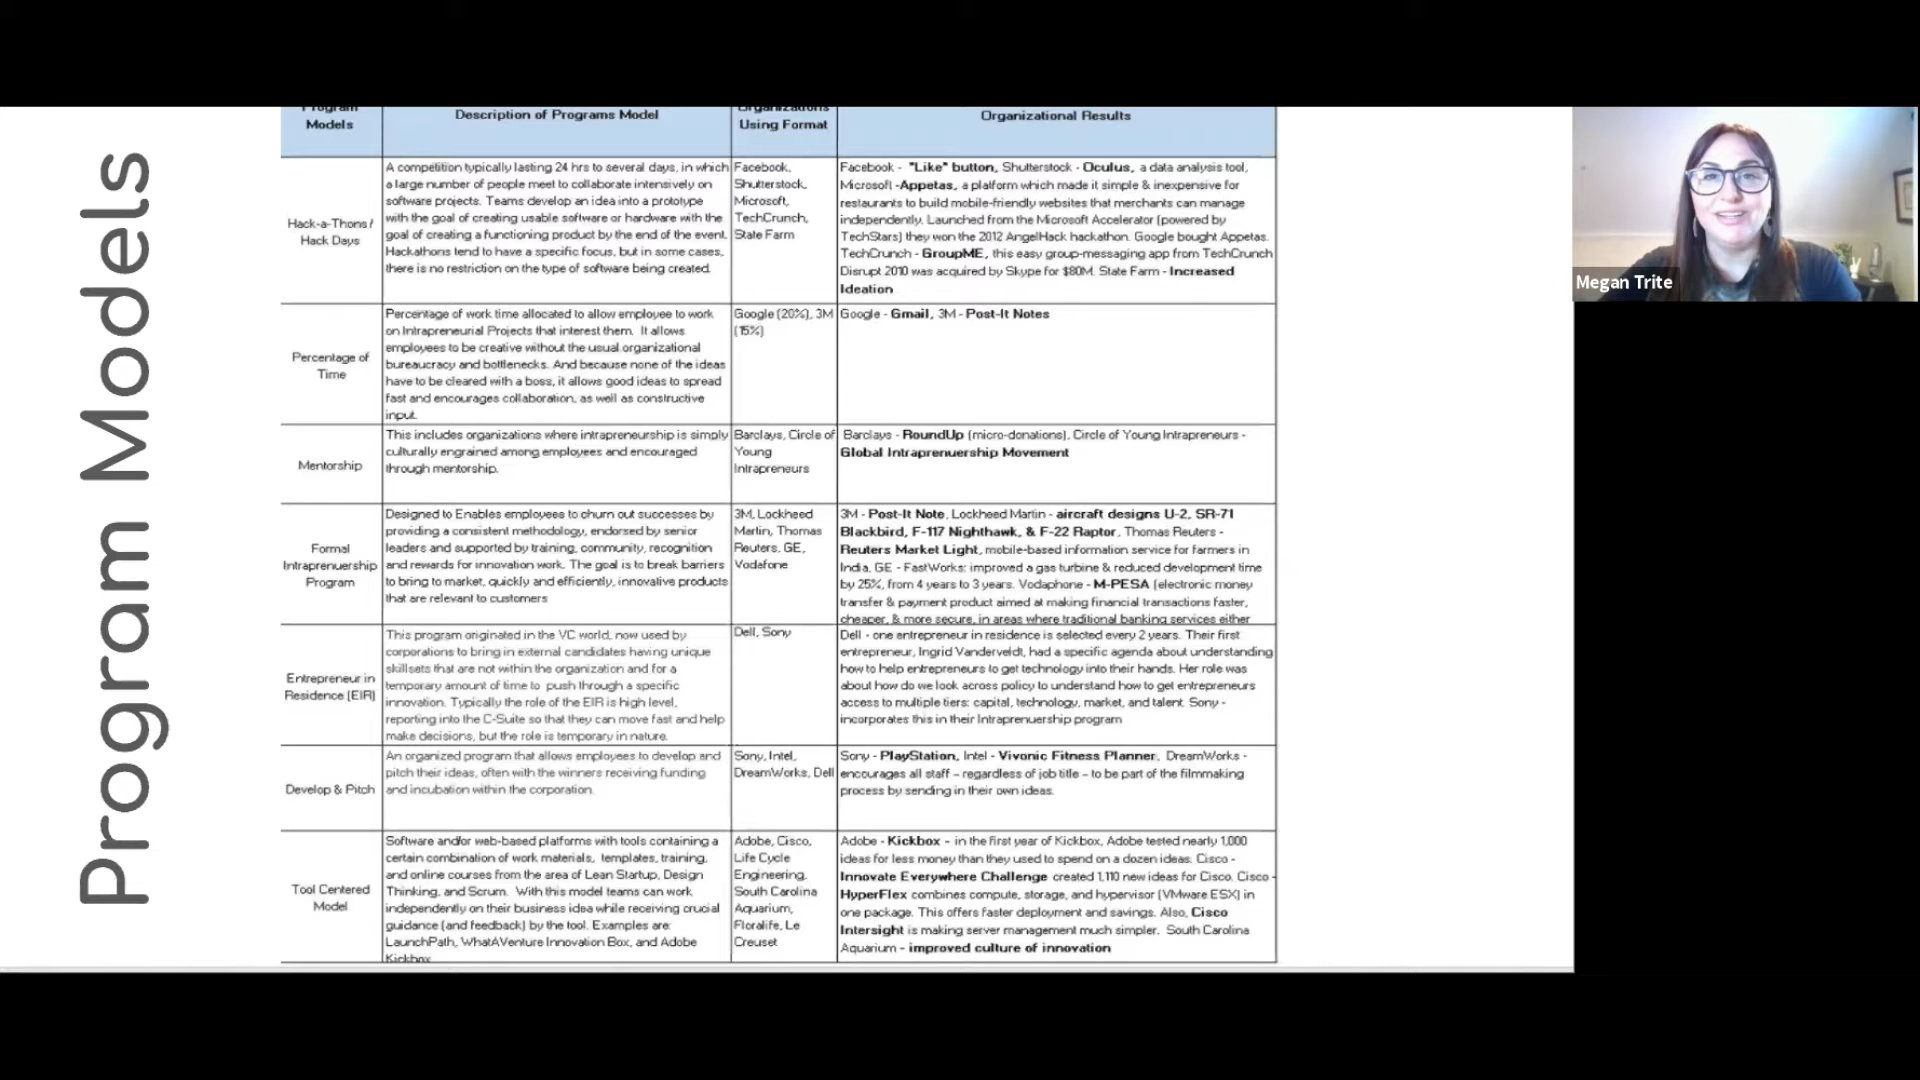 Program Models
Program
Models
Description of Programs Model
Organizations
Using Format
Organizational Results
Hack-a-Thons /
Hack Days
A competition typically lasting 24 hrs to several days, in which
a large number of people meet to collaborate intensively on
software projects. Teams develop an idea into a prototype
with the goal of creating usable software or hardware with the
goal of creating a functioning product by the end of the event.
Hackathons tend to have a specific focus, but in some cases,
there is no restriction on the type of software being created.
Facebook,
Shutterstock,
Microsoft,
TechCrunch,
State Farm
Facebook - "Like" button, Shutterstock - Oculus, a data analysis tool,
Microsoft -Appetas, a platform which made it simple & inexpensive for
restaurants to build mobile-friendly websites that merchants can manage
independently. Launched from the Microsoft Accelerator (powered by
TechStars) they won the 2012 AngelHack hackathon. Google bought Appetas.
TechCrunch - GroupME, this easy group-messaging app from TechCrunch
Disrupt 2010 was acquired by Skype for $80M. State Farm - Increased
Ideation
Percentage of
Time
Percentage of work time allocated to allow employee to work
on Intrapreneurial Projects that interest them. It allows
employees to be creative without the usual organizational
bureaucracy and bottlenecks. And because none of the ideas
have to be cleared with a boss, it allows good ideas to spread
fast and encourages collaboration, as well as constructive
input.
Google (20%), 3M
(15%)
Google - Gmail, 3M - Post-It Notes
Mentorship
This includes organizations where intrapreneurship is simply
culturally engrained among employees and encouraged
through mentorship.
Barclays, Circle of
Young
Intrapreneurs
Barclays - RoundUp (micro-donations), Circle of Young Intrapreneurs -
Global Intraprenuership Movement
Formal
Intraprenuership
Program
Designed to Enables employees to churn out successes by
providing a consistent methodology, endorsed by senior
leaders and supported by training, community, recognition
and rewards for innovation work. The goal is to break barriers
to bring to market, quickly and efficiently, innovative products
that are relevant to customers
3M, Lockheed
Martin, Thomas
Reuters, GE,
Vodafone
3M - Post-It Note, Lockheed Martin - aircraft designs U-2, SR-71
Blackbird, F-117 Nighthawk, & F-22 Raptor, Thomas Reuters -
Reuters Market Light, mobile-based information service for farmers in
India, GE - FastWorks: improved a gas turbine & reduced development time
by 25%, from 4 years to 3 years. Vodaphone - M-PESA (electronic money
transfer & payment product aimed at making financial transactions faster,
cheaper, & more secure, in areas where traditional banking services either
Entrepreneur in
Residence (EIR)
This program originated in the VC world, now used by
corporations to bring in external candidates having unique
skillsets that are not within the organization and for a
temporary amount of time to push through a specific
innovation. Typically the role of the EIR is high level,
reporting into the C-Suite so that they can move fast and help
make decisions, but the role is temporary in nature.
Dell, Sony
Dell - one entrepreneur in residence is selected every 2 years. Their first
entrepreneur, Ingrid Vanderveldt, had a specific agenda about understanding
how to help entrepreneurs to get technology into their hands. Her role was
about how do we look across policy to understand how to get entrepreneurs
access to multiple tiers: capital, technology, market, and talent. Sony -
incorporates this in their Intraprenuership program
Develop & Pitch
An organized program that allows employees to develop and
pitch their ideas, often with the winners receiving funding
and incubation within the corporation.
Sony, Intel,
DreamWorks, Dell
Sony - PlayStation, Intel - Vivonic Fitness Planner, DreamWorks -
encourages all staff – regardless of job title – to be part of the filmmaking
process by sending in their own ideas.
Tool Centered
Model
Software and/or web-based platforms with tools containing a
certain combination of work materials, templates, training,
and online courses from the area of Lean Startup, Design
Thinking, and Scrum. With this model teams can work
independently on their business idea while receiving crucial
guidance (and feedback) by the tool. Examples are:
LaunchPath, WhatAVenture Innovation Box, and Adobe
Kickbox
Adobe, Cisco,
Life Cycle
Engineering,
South Carolina
Aquarium,
Floralife, Le
Creuset
Adobe - Kickbox - in the first year of Kickbox, Adobe tested nearly 1,000
ideas for less money than they used to spend on a dozen ideas. Cisco -
Innovate Everywhere Challenge created 1,110 new ideas for Cisco. Cisco -
HyperFlex combines compute, storage, and hypervisor (VMware ESX) in
one package. This offers faster deployment and savings. Also, Cisco
Intersight is making server management much simpler. South Carolina
Aquarium - improved culture of innovation
Megan Trite